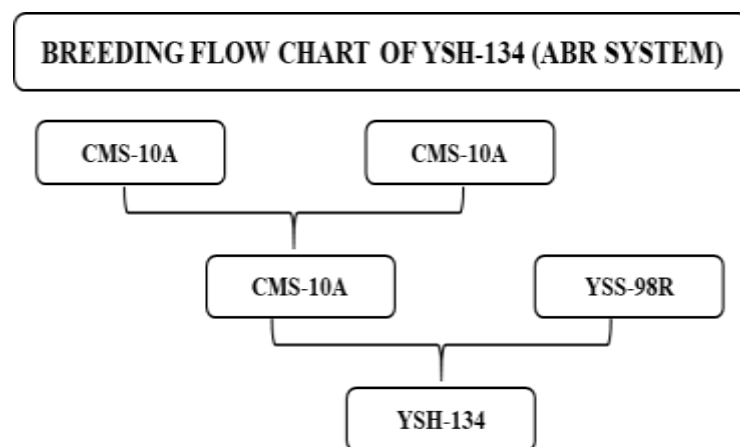 BREEDING FLOW CHART OF YSH-134 (ABR SYSTEM)
CMS-10A
CMS-10A
CMS-10A
YSS-98R
YSH-134